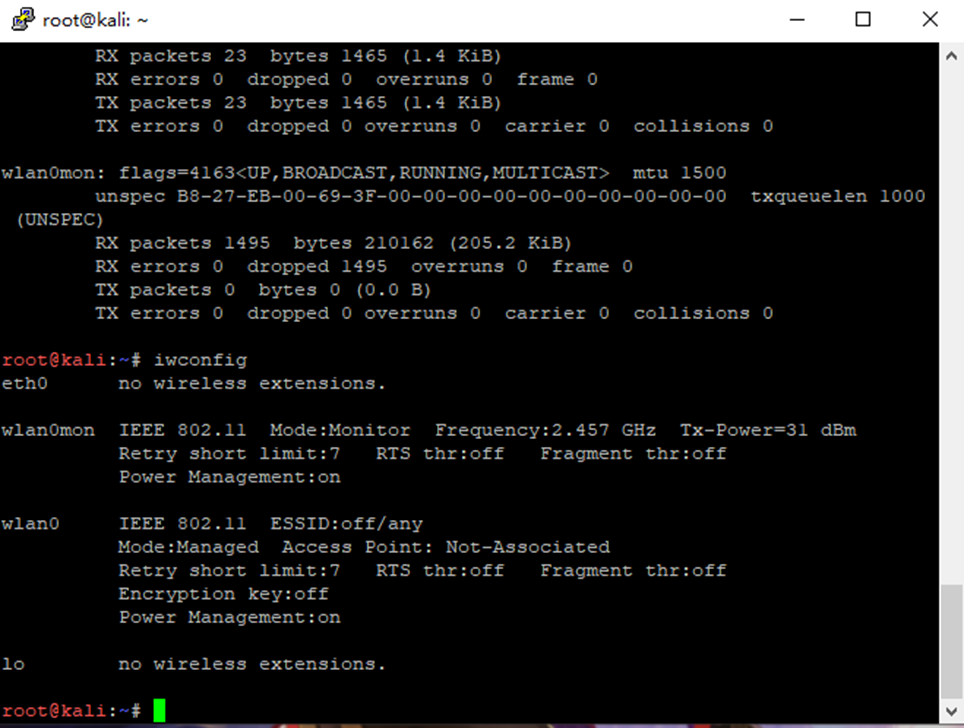 root@kali: ~
RX packets 23  bytes 1465 (1.4 KiB)
RX errors 0  dropped 0  overruns 0  frame 0
TX packets 23  bytes 1465 (1.4 KiB)
TX errors 0  dropped 0 overruns 0  carrier 0  collisions 0
wlan0mon: flags=4163<UP,BROADCAST,RUNNING,MULTICAST>  mtu 1500
unspec B8-27-EB-00-69-3F-00-00-00-00-00-00-00-00-00-00  txqueuelen 1000
(UNSPEC)
RX packets 1495  bytes 210162 (205.2 KiB)
RX errors 0  dropped 1495  overruns 0  frame 0
TX packets 0  bytes 0 (0.0 B)
TX errors 0  dropped 0 overruns 0  carrier 0  collisions 0
root@kali:~# iwconfig
eth0      no wireless extensions.
wlan0mon  IEEE 802.11  Mode:Monitor  Frequency:2.457 GHz  Tx-Power=31 dBm
Retry short limit:7   RTS thr:off   Fragment thr:off
Power Management:on
wlan0     IEEE 802.11  ESSID:off/any
Mode:Managed  Access Point: Not-Associated
Retry short limit:7   RTS thr:off   Fragment thr:off
Encryption key:off
Power Management:on
lo        no wireless extensions.
root@kali:~#